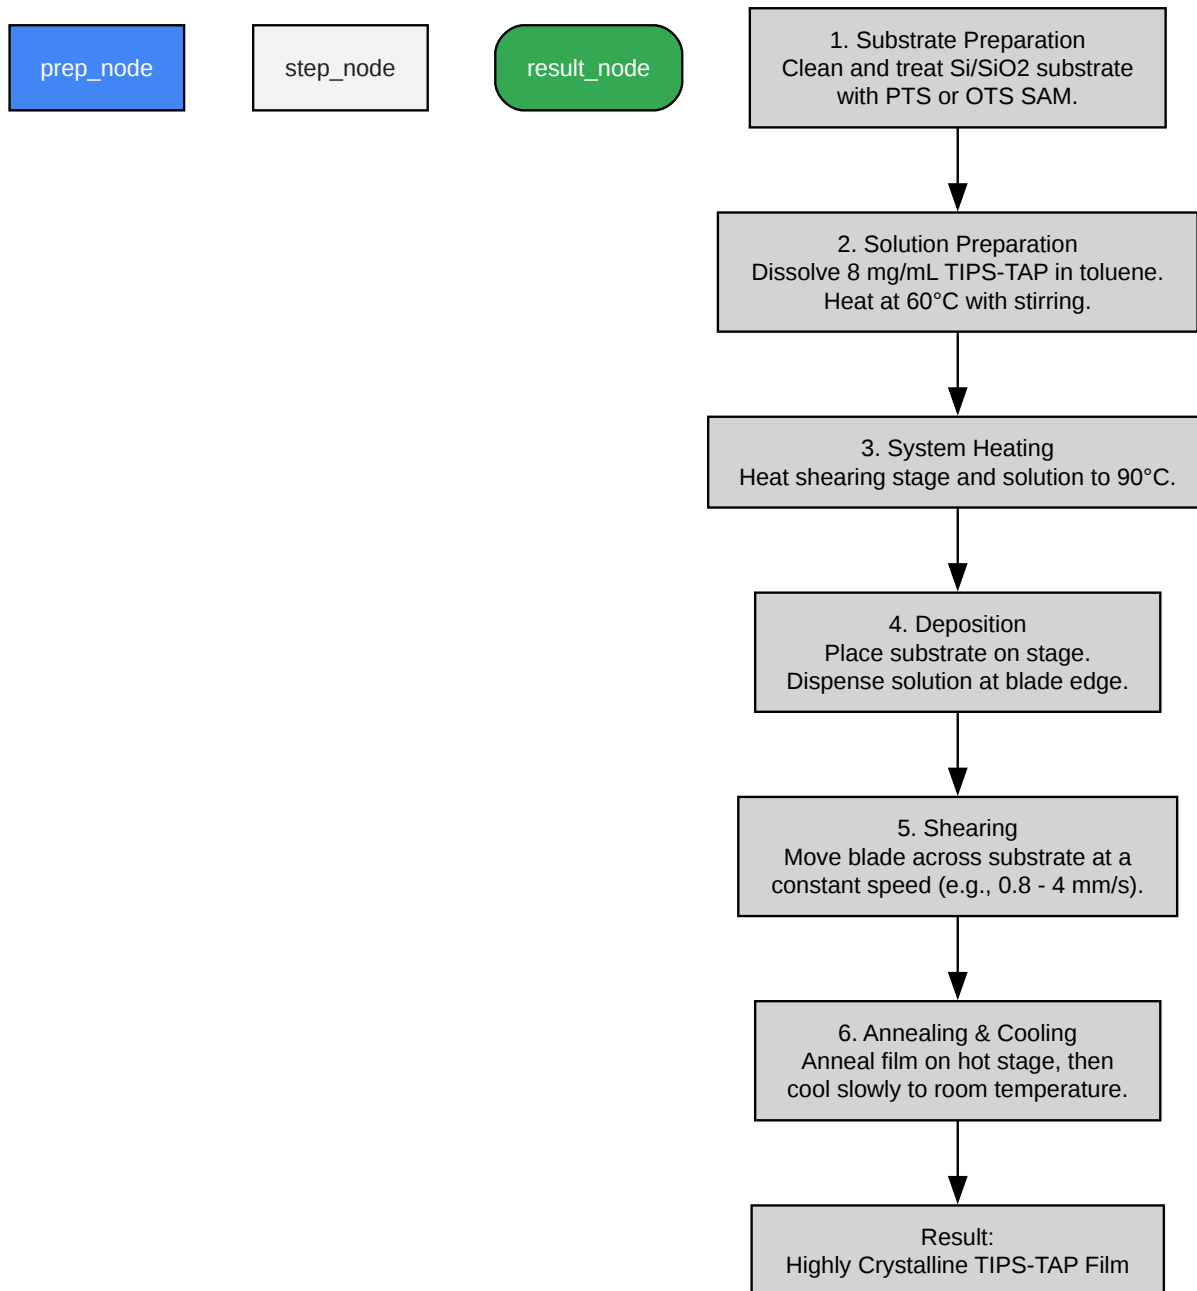 prep_node
step_node
result_node
1. Substrate Preparation
Clean and treat Si/SiO2 substrate
with PTS or OTS SAM.
2. Solution Preparation
Dissolve 8 mg/mL TIPS-TAP in toluene.
Heat at 60°C with stirring.
3. System Heating
Heat shearing stage and solution to 90°C.
4. Deposition
Place substrate on stage.
Dispense solution at blade edge.
5. Shearing
Move blade across substrate at a
constant speed (e.g., 0.8 - 4 mm/s).
6. Annealing & Cooling
Anneal film on hot stage, then
cool slowly to room temperature.
Result:
Highly Crystalline TIPS-TAP Film